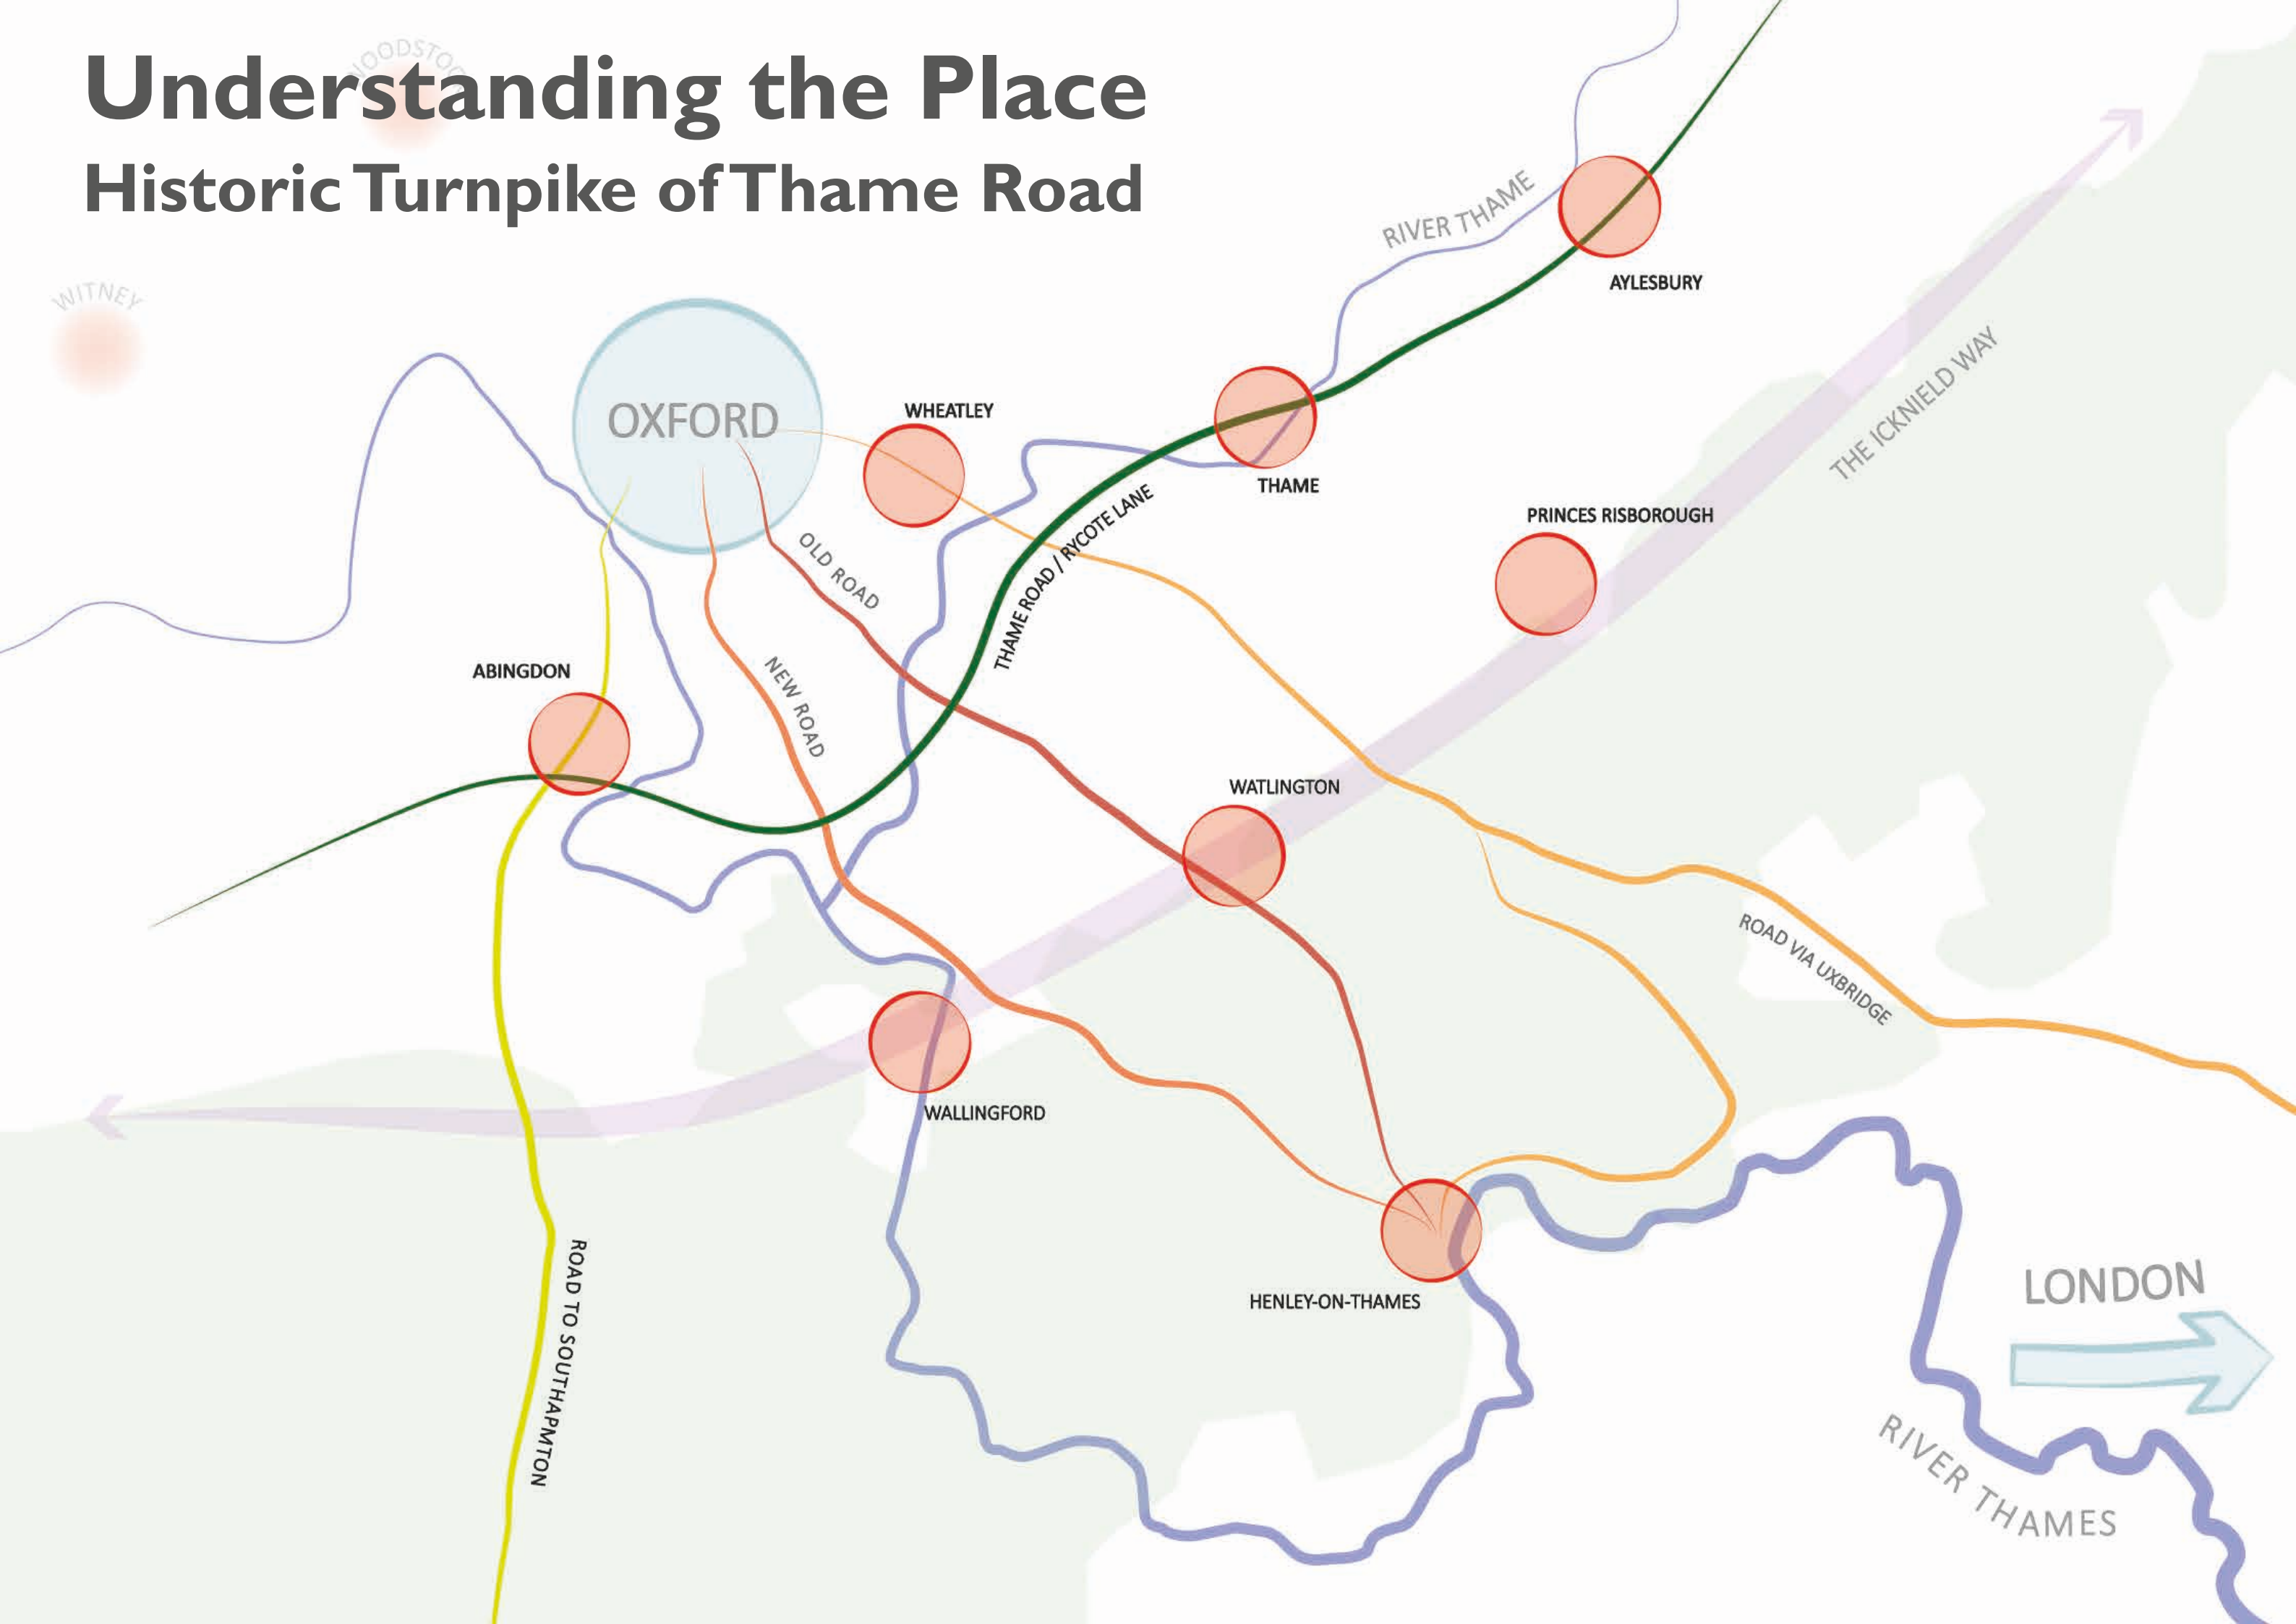 Understanding the Place
Historic Turnpike of Thame Road
WITNEY
RIVER THAME
AYLESBURY
THE ICKNIELD WAY
OXFORD
WHEATLEY
THAME
THAME ROAD / RYCOTE LANE
PRINCES RISBOROUGH
OLD ROAD
NEW ROAD
ABINGDON
WATLINGTON
ROAD VIA UXBRIDGE
WALLINGFORD
ROAD TO SOUTHAPMTON
HENLEY-ON-THAMES
LONDON
RIVER THAMES